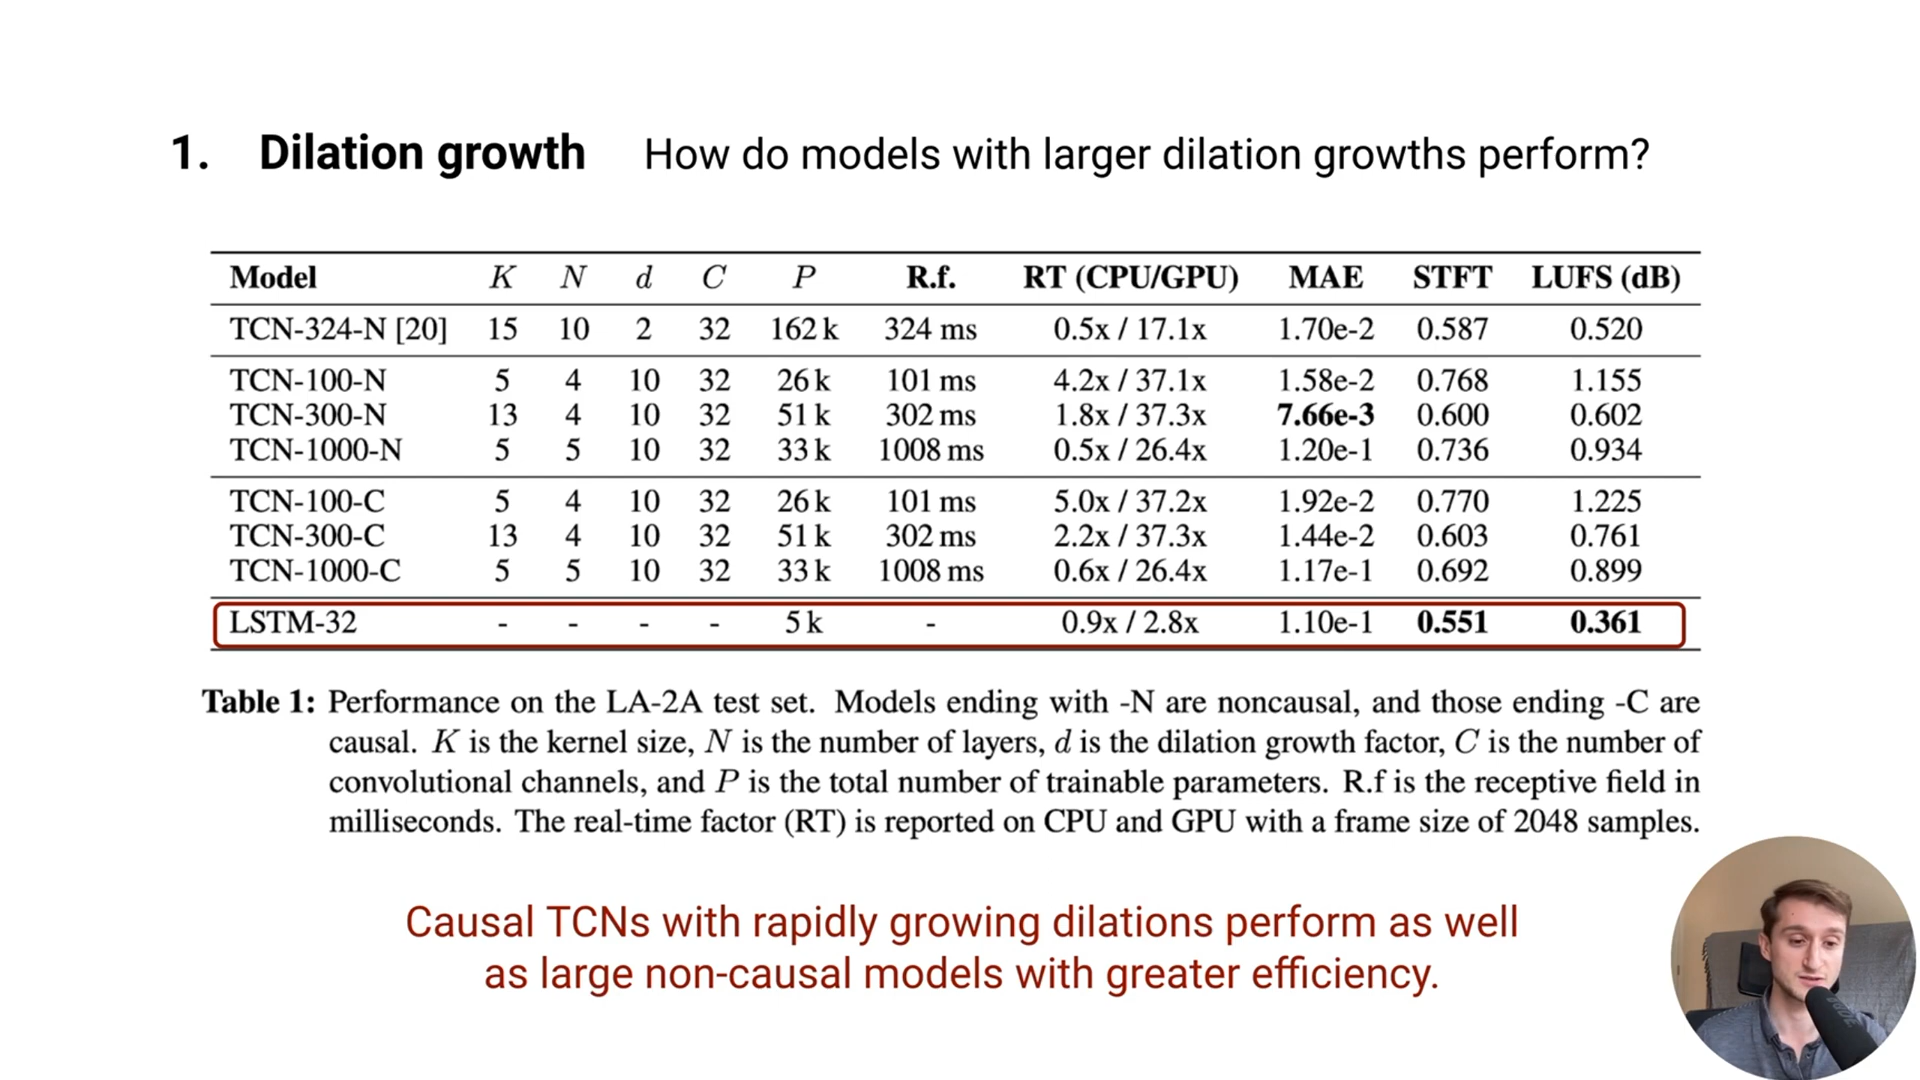 1. Dilation growth How do models with larger dilation growths perform?
Model K N d C P R.f. RT (CPU/GPU) MAE STFT LUFS (dB)
TCN-324-N [20] 15 10 2 32 162 k 324 ms 0.5x / 17.1x 1.70e-2 0.587 0.520
TCN-100-N 5 4 10 32 26 k 101 ms 4.2x / 37.1x 1.58e-2 0.768 1.155
TCN-300-N 13 4 10 32 51 k 302 ms 1.8x / 37.3x 7.66e-3 0.600 0.602
TCN-1000-N 5 5 10 32 33 k 1008 ms 0.5x / 26.4x 1.20e-1 0.736 0.934
TCN-100-C 5 4 10 32 26 k 101 ms 5.0x / 37.2x 1.92e-2 0.770 1.225
TCN-300-C 13 4 10 32 51 k 302 ms 2.2x / 37.3x 1.44e-2 0.603 0.761
TCN-1000-C 5 5 10 32 33 k 1008 ms 0.6x / 26.4x 1.17e-1 0.692 0.899
LSTM-32 - - - - 5 k - 0.9x / 2.8x 1.10e-1 0.551 0.361
Table 1: Performance on the LA-2A test set. Models ending with -N are noncausal, and those ending -C are
causal. K is the kernel size, N is the number of layers, d is the dilation growth factor, C is the number of
convolutional channels, and P is the total number of trainable parameters. R.f is the receptive field in
milliseconds. The real-time factor (RT) is reported on CPU and GPU with a frame size of 2048 samples.
Causal TCNs with rapidly growing dilations perform as well
as large non-causal models with greater efficiency.